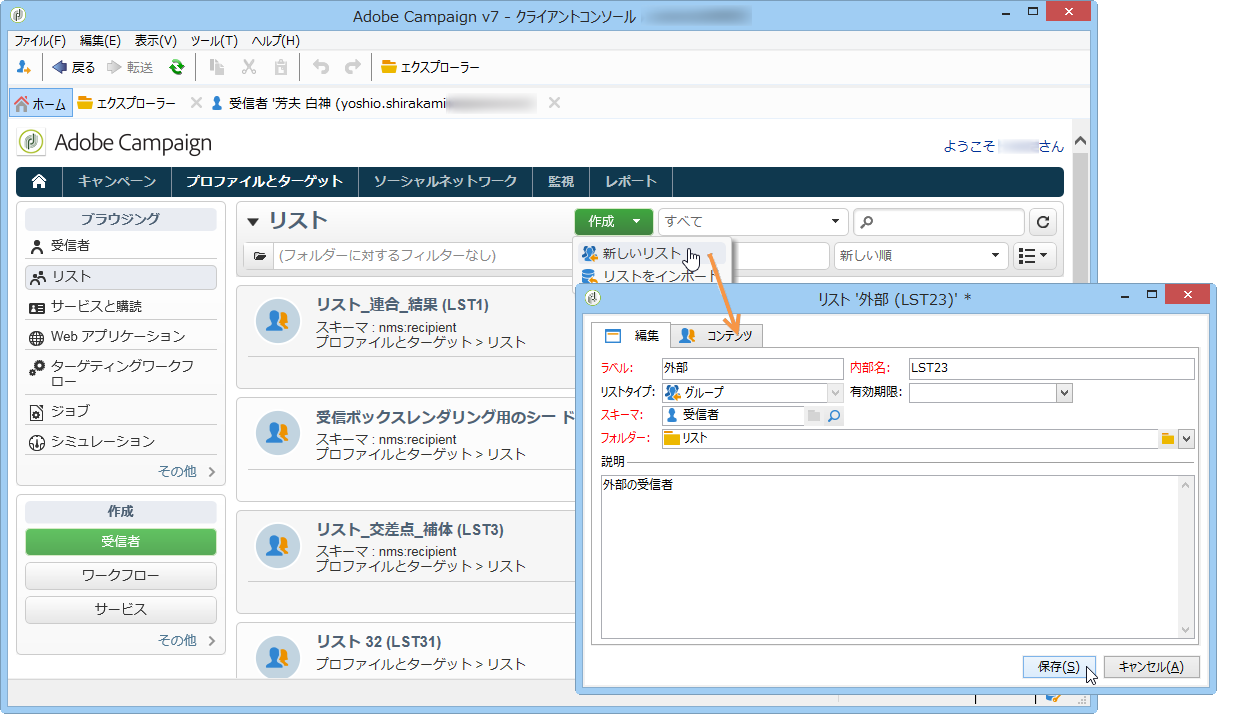 Adobe Campaign v7 - クライアントコンソール
ファイル(F) 編集(E) 表示(V) ツール(T) ヘルプ(H)
戻る 転送 エクスプローラー
ホーム エクスプローラー 受信者 '芳夫 白神 (yoshio.shirakami
Adobe Campaign
ようこそ さん
キャンペーン プロファイルとターゲット ソーシャルネットワーク 監視 レポート
ブラウジング
受信者
リスト
サービスと購読
Web アプリケーション
ターゲティングワークフ
ロー
ジョブ
シミュレーション
その他
作成
受信者
ワークフロー
サービス
その他
リスト 作成 すべて
(フォルダーに対するフィルターなし) 新しい順
新しいリスト
リストをインポート
リスト_連合_結果 (LST1)
スキーマ : nms:recipient
プロファイルとターゲット > リスト
受信ボックスレンダリング用のシー ド
スキーマ : nms:recipient
プロファイルとターゲット > リスト
リスト_交差点_補体 (LST3)
スキーマ : nms:recipient
プロファイルとターゲット > リスト
リスト 32 (LST31)
プロファイルとターゲット > リスト
リスト '外部 (LST23)' *
編集 コンテンツ
ラベル: 外部 内部名: LST23
リストタイプ: グループ 有効期限:
スキーマ: 受信者
フォルダー: リスト
説明
外部の受信者
保存(S) キャンセル(A)